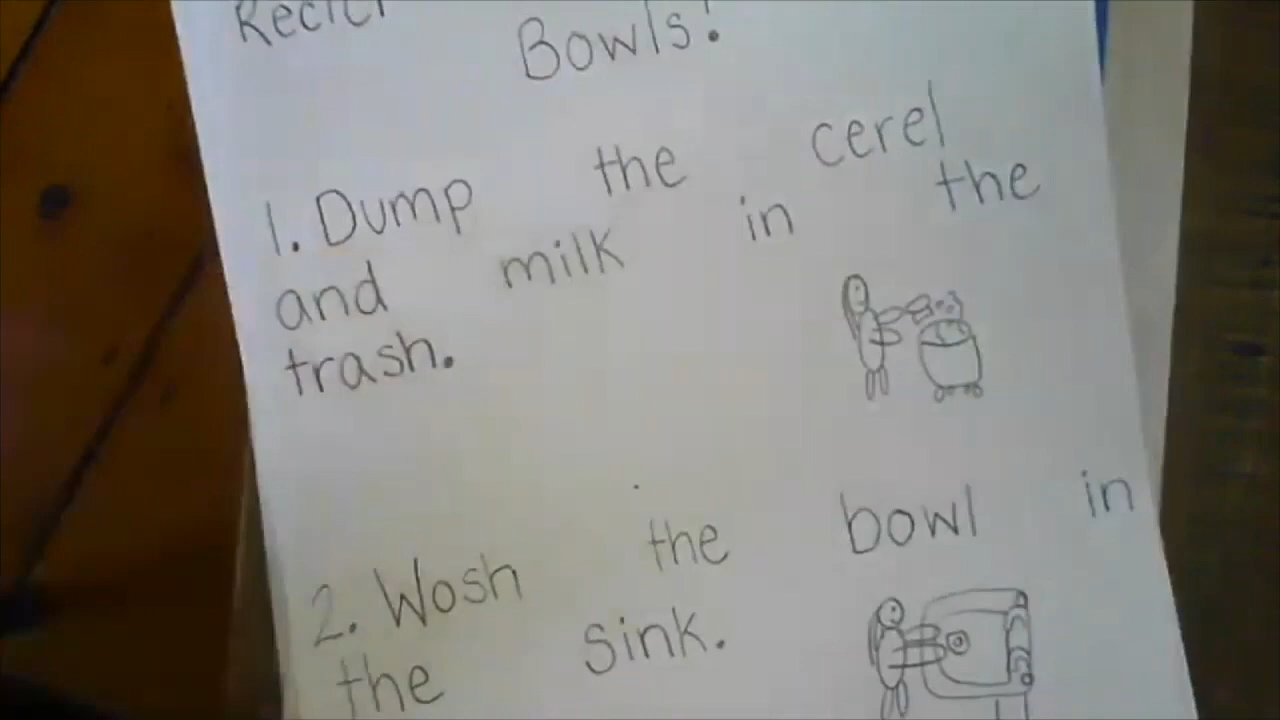 Bowls!
1. Dump the cerel
and milk in the
trash.
2. Wosh the bowl in
the sink.